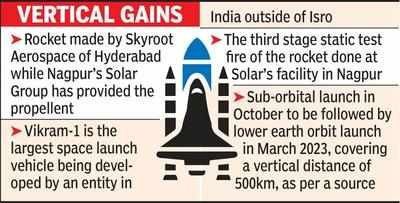 VERTICAL GAINS
➤ Rocket made by Skyroot
Aerospace of Hyderabad
while Nagpur's Solar
Group has provided the
propellent
➤ Vikram-1 is the
largest space launch
vehicle being devel-
oped by an entity in
India outside of Isro
➤ The third stage static test
fire of the rocket done at
Solar's facility in Nagpur
➤ Sub-orbital launch in
October to be followed by
lower earth orbit launch
in March 2023, covering
a vertical distance of
500km, as per a source